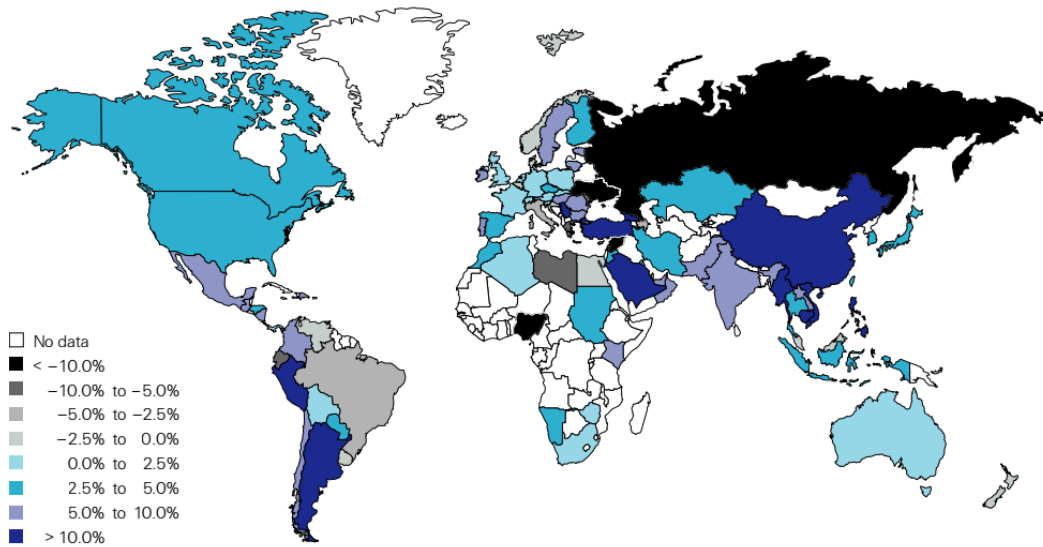 No data
< −10.0%
−10.0% to −5.0%
−5.0% to −2.5%
−2.5% to 0.0%
0.0% to 2.5%
2.5% to 5.0%
5.0% to 10.0%
> 10.0%